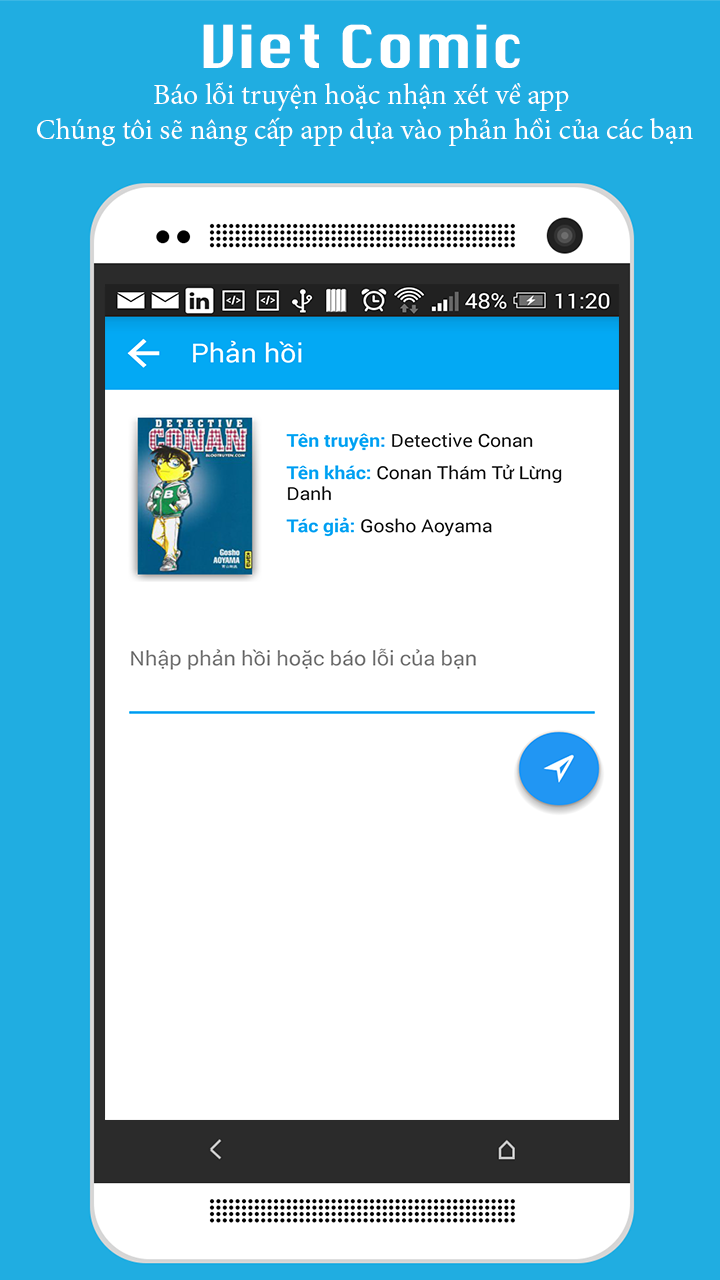 Viet Comic
Báo lỗi truyện hoặc nhận xét về app
Chúng tôi sẽ nâng cấp app dựa vào phản hồi của các bạn
in </> </> 48% 11:20
Phản hồi
DETECTIVE
CONAN
BLOGTRUYEN.COM
C B
Gosho
AOYAMA
Tên truyện: Detective Conan
Tên khác: Conan Thám Tử Lừng
Danh
Tác giả: Gosho Aoyama
Nhập phản hồi hoặc báo lỗi của bạn